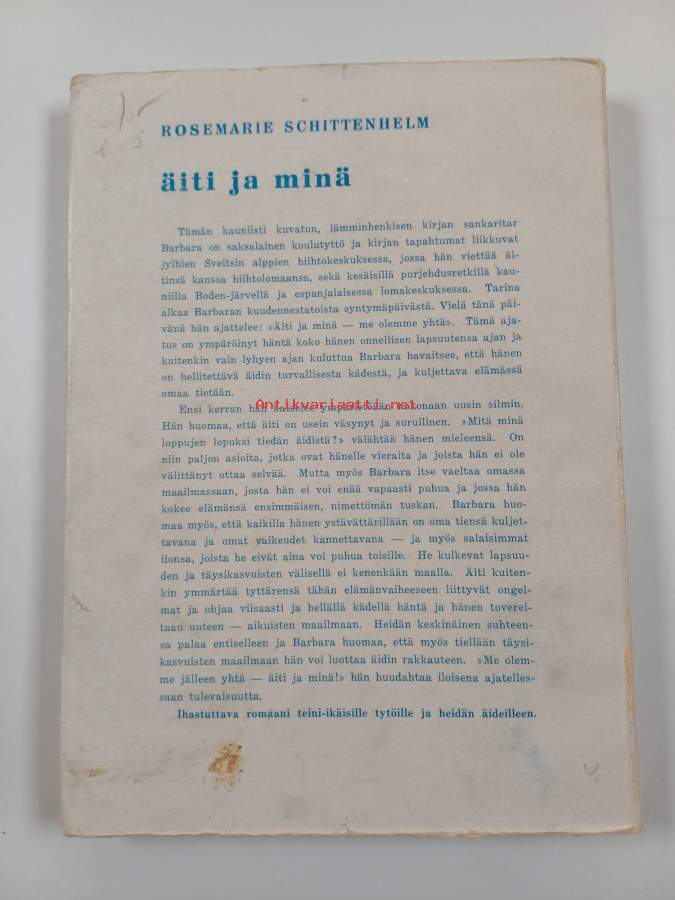 ROSEMARIE SCHITTENHELM
äiti ja minä
Tämän kauniisti kuvatun, lämminhenkisen kirjan sankaritar
Barbara on saksalainen koulutyttö ja kirjan tapahtumat liikkuvat
jylhien Sveitsin alppien hiihtokeskuksessa, jossa hän viettää äi-
tinsä kanssa hiihtolomaansa, sekä kesäisillä purjehdusretkillä kau-
niilla Boden-järvellä ja espanjalaisessa lomakeskuksessa. Tarina
alkaa Barbaran kuudennestatoista syntymäpäivästä. Vielä tänä päi-
vänä hän ajattelee: »Äiti ja minä — me olemme yhtä». Tämä aja-
tus on ympäröinyt häntä koko hänen onnellisen lapsuutensa ajan ja
kuitenkin vain lyhyen ajan kuluttua Barbara havaitsee, että hänen
on hellitettävä äidin turvallisesta kädestä, ja kuljettava elämässä
omaa tietään.
Ensi kerran hän katselee ympäristöään kokonaan uusin silmin.
Antikvariaatti.net
Hän huomaa, että äiti on usein väsynyt ja surullinen. »Mitä minä
loppujen lopuksi tiedän äidistä?» välähtää hänen mieleensä. On
niin paljon asioita, jotka ovat hänelle vieraita ja joista hän ei ole
välittänyt ottaa selvää. Mutta myös Barbara itse vaeltaa omassa
maailmassaan, josta hän ei voi enää vapaasti puhua ja jossa hän
kokee elämänsä ensimmäisen, nimettömän tuskan. Barbara huo-
maa myös, että kaikilla hänen ystävättärillään on oma tiensä kuljet-
tavana ja omat vaikeudet kannettavana — ja myös salaisimmat
ilonsa, joista he eivät aina voi puhua toisille. He kulkevat lapsuu-
den ja täysikasvuisten välisellä ei kenenkään maalla. Äiti kuiten-
kin ymmärtää tyttärensä tähän elämänvaiheeseen liittyvät ongel-
mat ja ohjaa viisaasti ja hellällä kädellä häntä ja hänen toverei-
taan uuteen — aikuisten maailmaan. Heidän keskinäinen suhteen-
sa palaa entiselleen ja Barbara huomaa, että myös tiellään täysi-
kasvuisten maailmaan hän voi luottaa äidin rakkauteen. »Me olem-
me jälleen yhtä — äiti ja minä!» hän huudahtaa iloisena ajatelles-
saan tulevaisuutta.
Ihastuttava romaani teini-ikäisille tytöille ja heidän äideilleen.